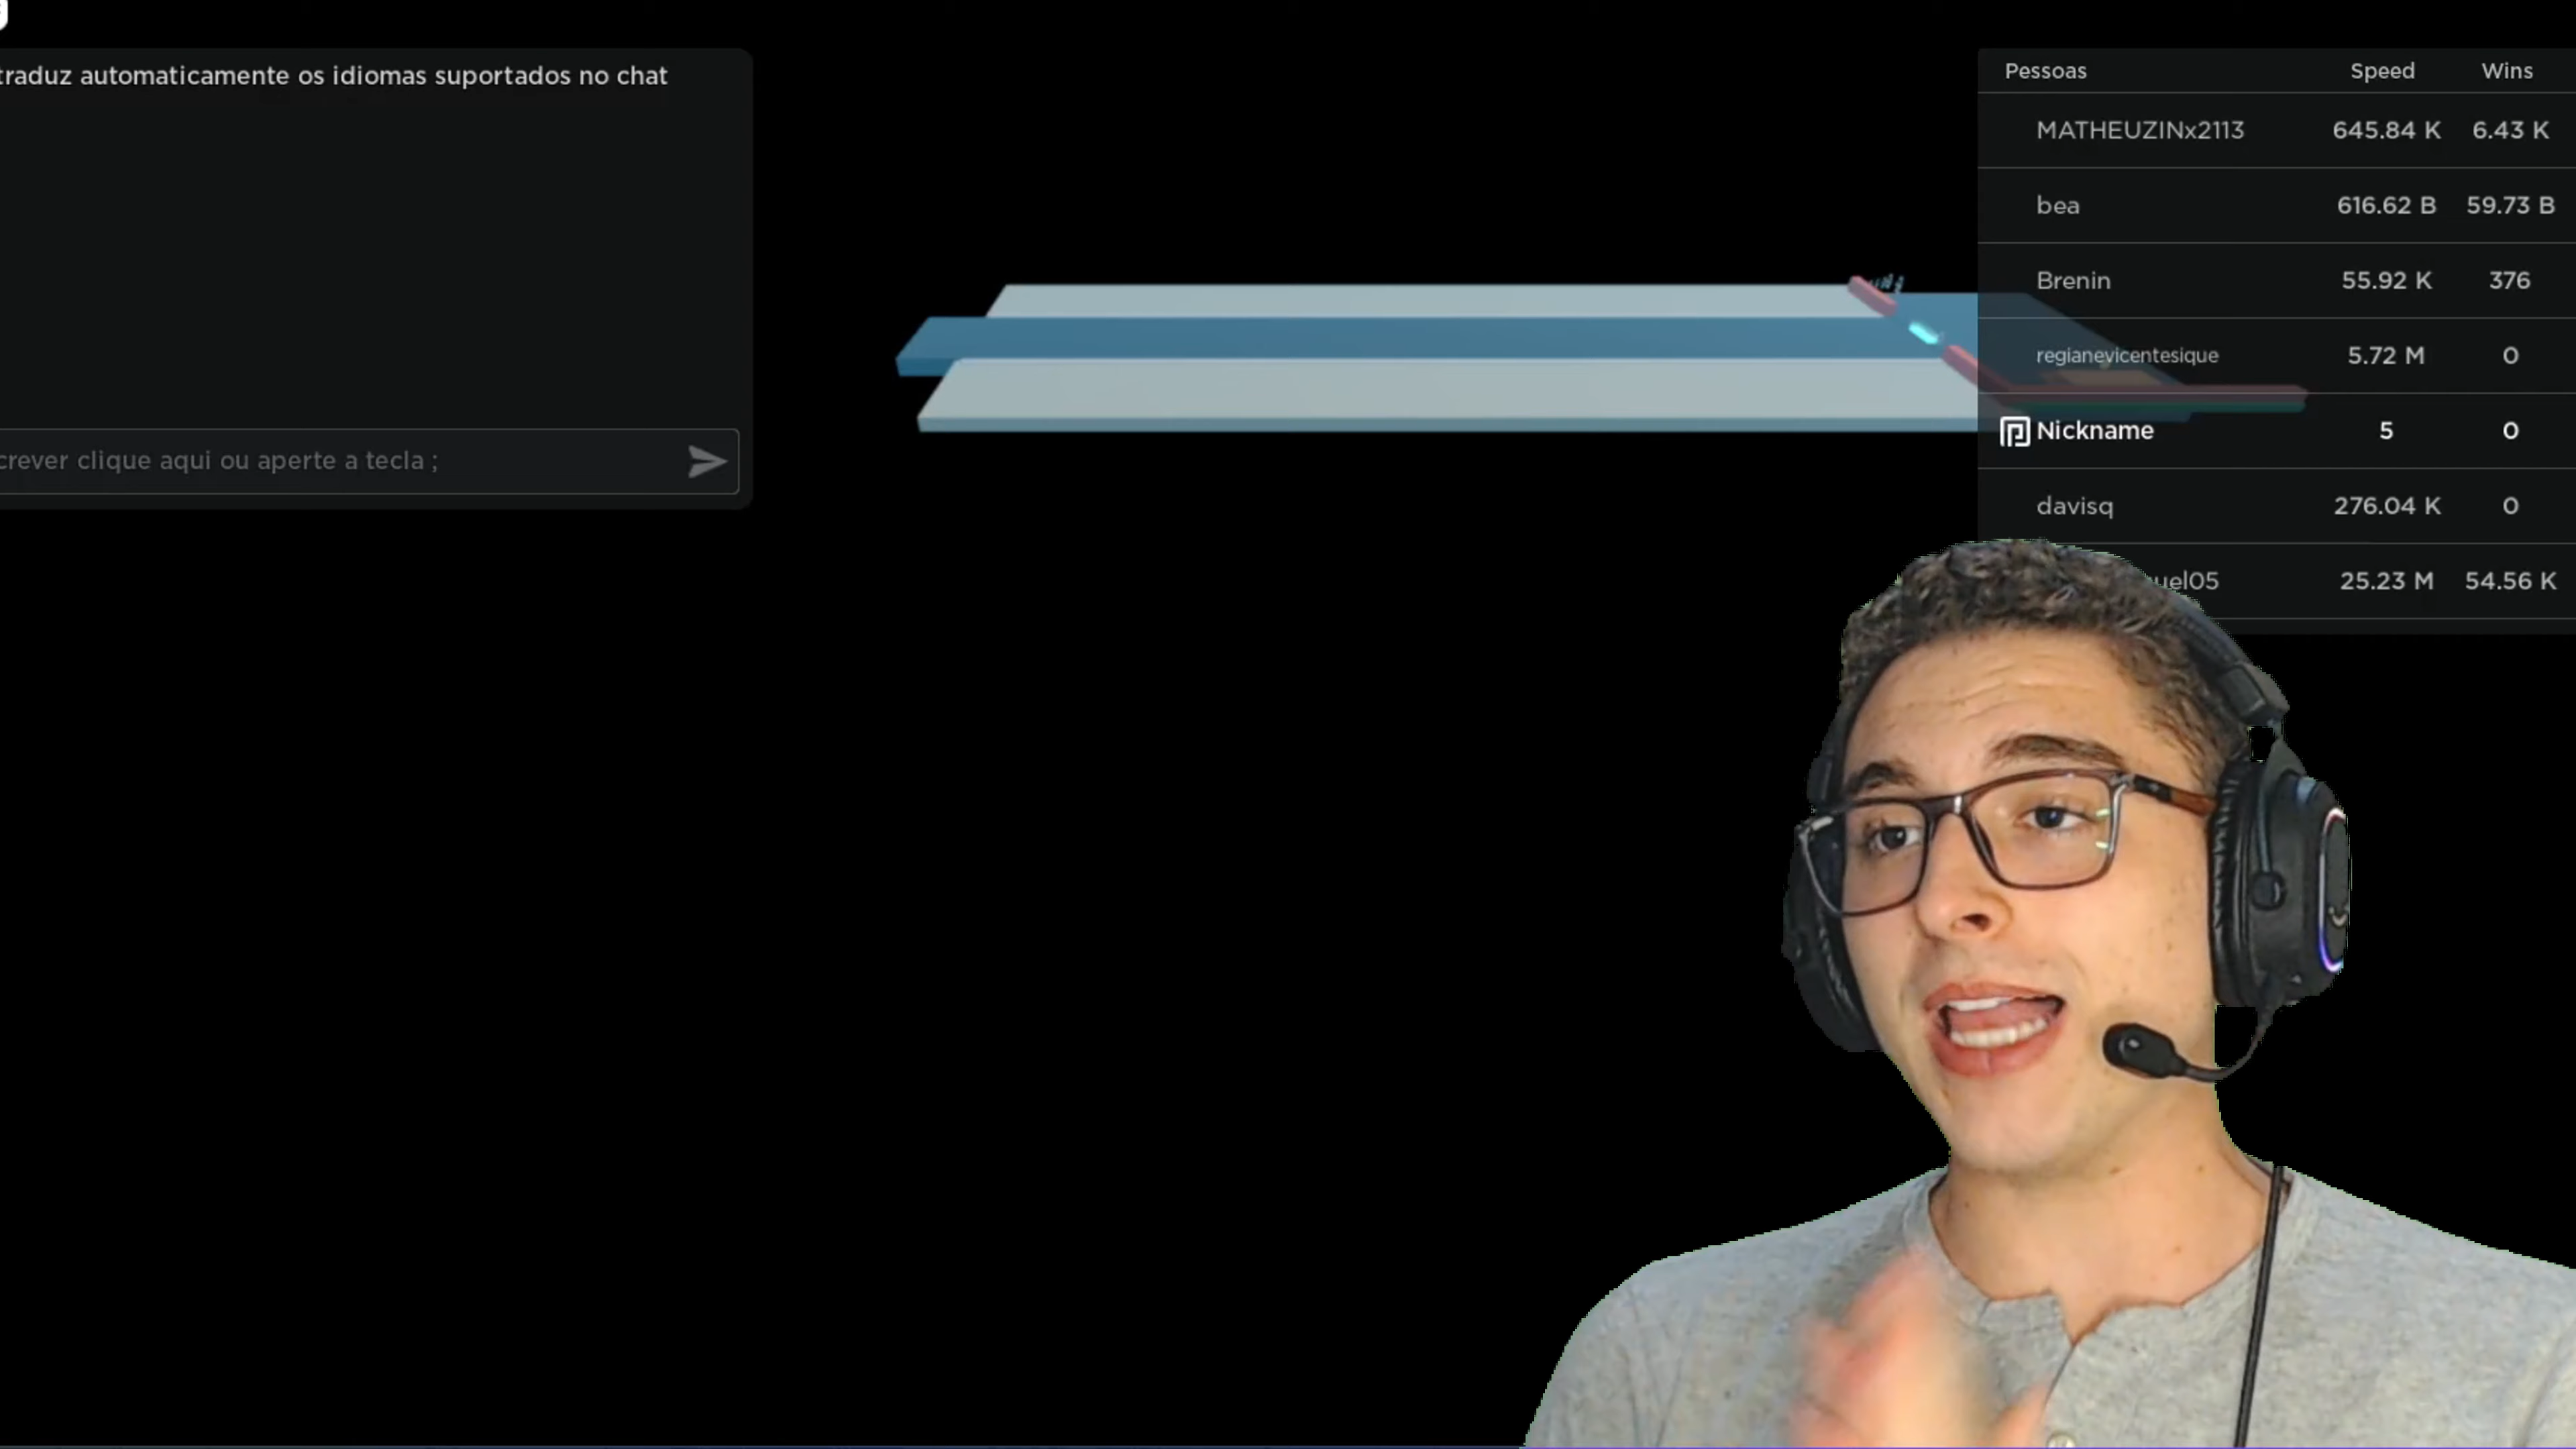 traduz automaticamente os idiomas suportados no chat
crever clique aqui ou aperte a tecla ;
Pessoas Speed Wins
MATHEUZINx2113 645.84 K 6.43 K
bea 616.62 B 59.73 B
Brenin 55.92 K 376
regianevicentesique 5.72 M 0
Nickname 5 0
davisq 276.04 K 0
uel05 25.23 M 54.56 K